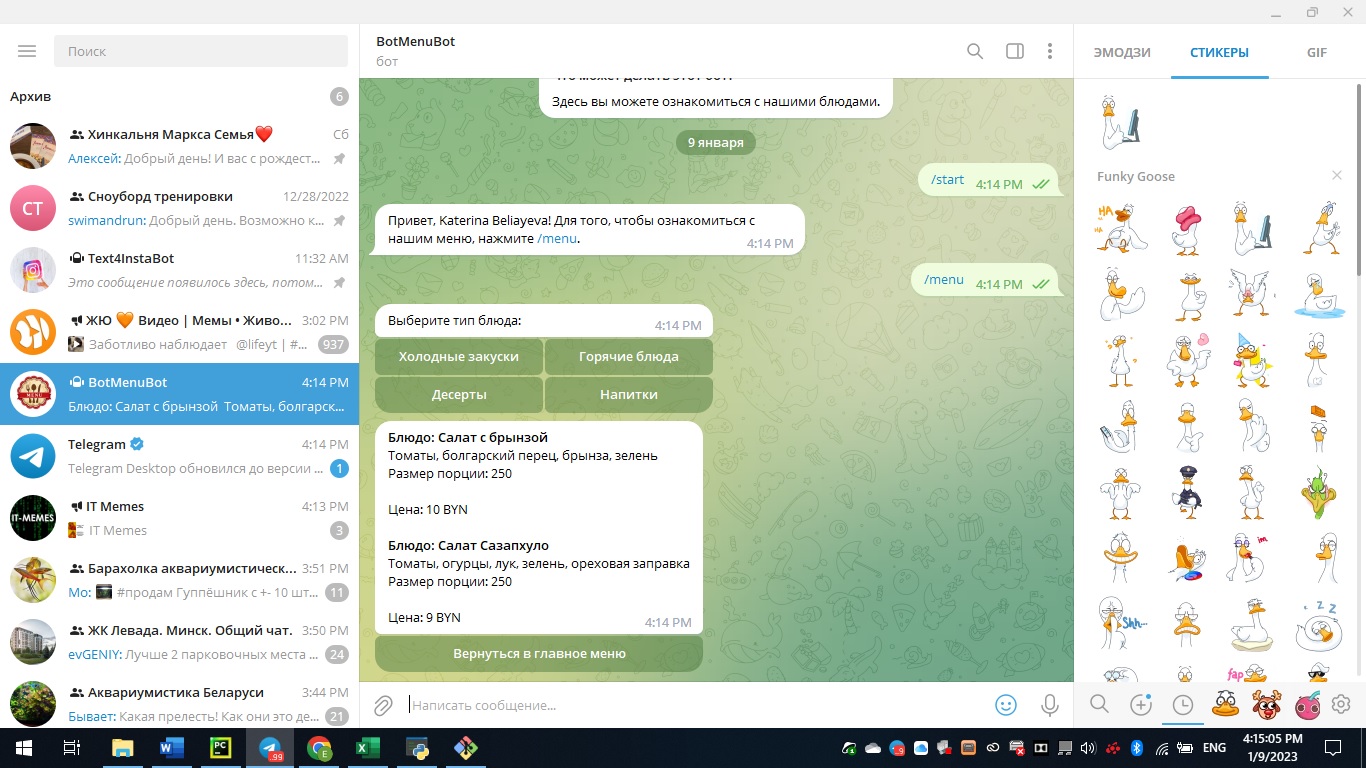 Поиск
Архив
6
Хинкальня Маркса Семья❤️
Сб
Алексей: Добрый день! И вас с рождест...
СТ
Сноуборд тренировки
12/28/2022
swimandrun: Добрый день. Возможно к...
Text4InstaBot
11:32 AM
Это сообщение появилось здесь, потом...
ЖЮ 🧡 Видео | Мемы • Живо...
3:02 PM
Заботливо наблюдает @lifeyt | #...
937
BotMenuBot
4:14 PM
Блюдо: Салат с брынзой Томаты, болгарск...
Telegram
4:14 PM
Telegram Desktop обновился до версии ...
1
IT-MEMES
IT Memes
4:13 PM
IT Memes
3
Барахолка аквариумистическ...
3:51 PM
Mo: #продам Гуппёшник с +- 10 шт...
11
ЖК Левада. Минск. Общий чат.
3:50 PM
evGENIY: Лучше 2 парковочных места ...
24
Аквариумистика Беларуси
3:44 PM
Бывает: Какая прелесть! Как они это де...
21
BotMenuBot
бот
Здесь вы можете ознакомиться с нашими блюдами.
9 января
/start 4:14 PM
Привет, Katerina Beliayeva! Для того, чтобы ознакомиться с
нашим меню, нажмите /menu.
4:14 PM
/menu 4:14 PM
Выберите тип блюда:
4:14 PM
Холодные закуски
Горячие блюда
Десерты
Напитки
Блюдо: Салат с брынзой
Томаты, болгарский перец, брынза, зелень
Размер порции: 250
Цена: 10 BYN
Блюдо: Салат Сазапхуло
Томаты, огурцы, лук, зелень, ореховая заправка
Размер порции: 250
Цена: 9 BYN
4:14 PM
Вернуться в главное меню
Написать сообщение...
ЭМОДЗИ
СТИКЕРЫ
GIF
Funky Goose
HA
HA
im
Shh...
Z Z
fap
W
PC
.99
E
X
ENG
4:15:05 PM
1/9/2023